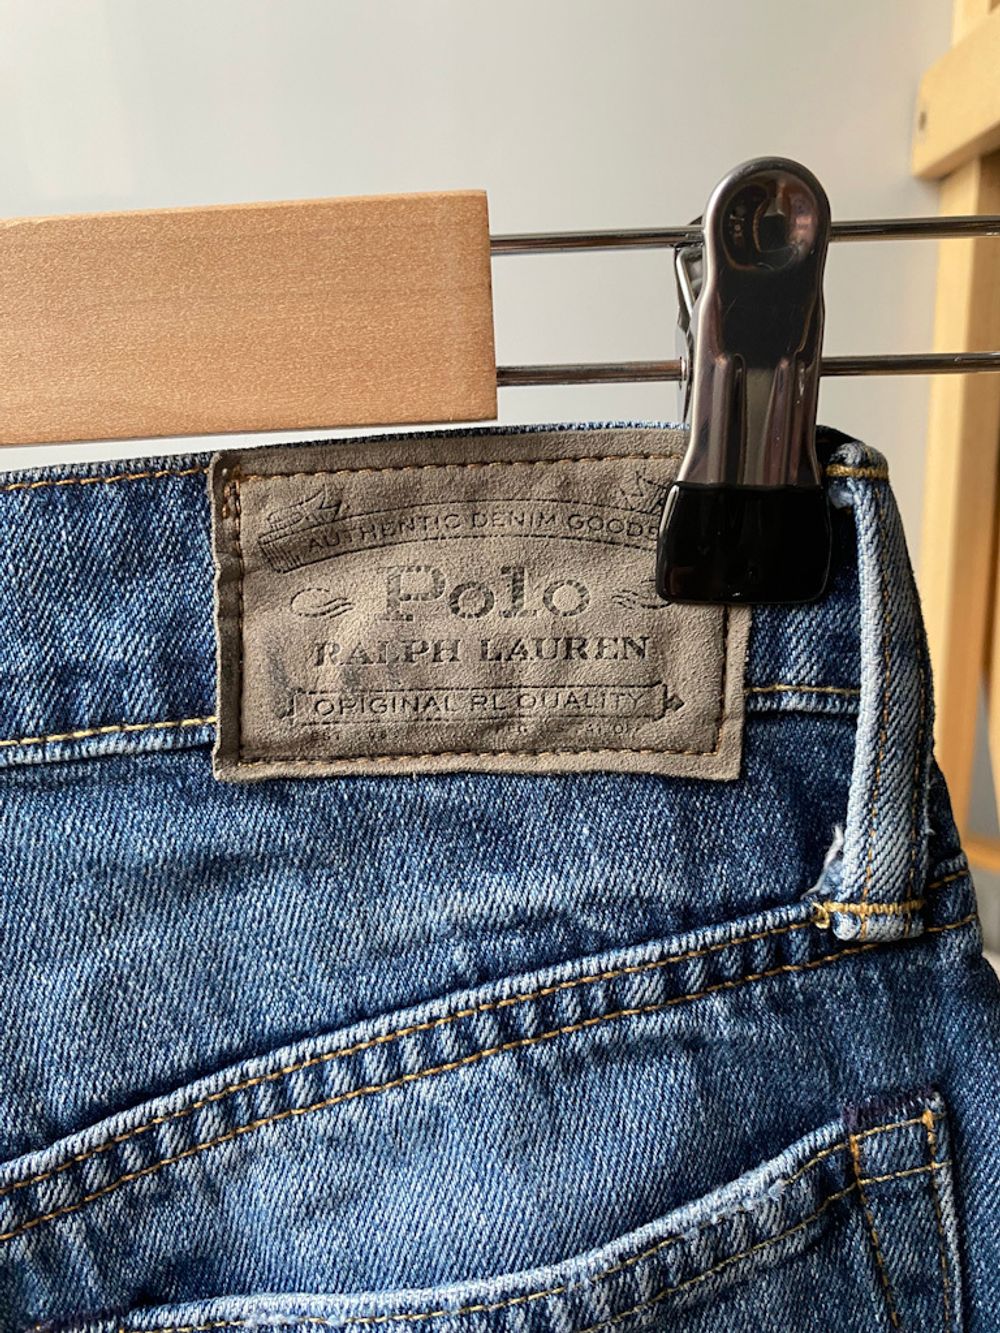 AUTHENTIC DENIM GOODS
Polo
RALPH LAUREN
ORIGINAL RL QUALITY